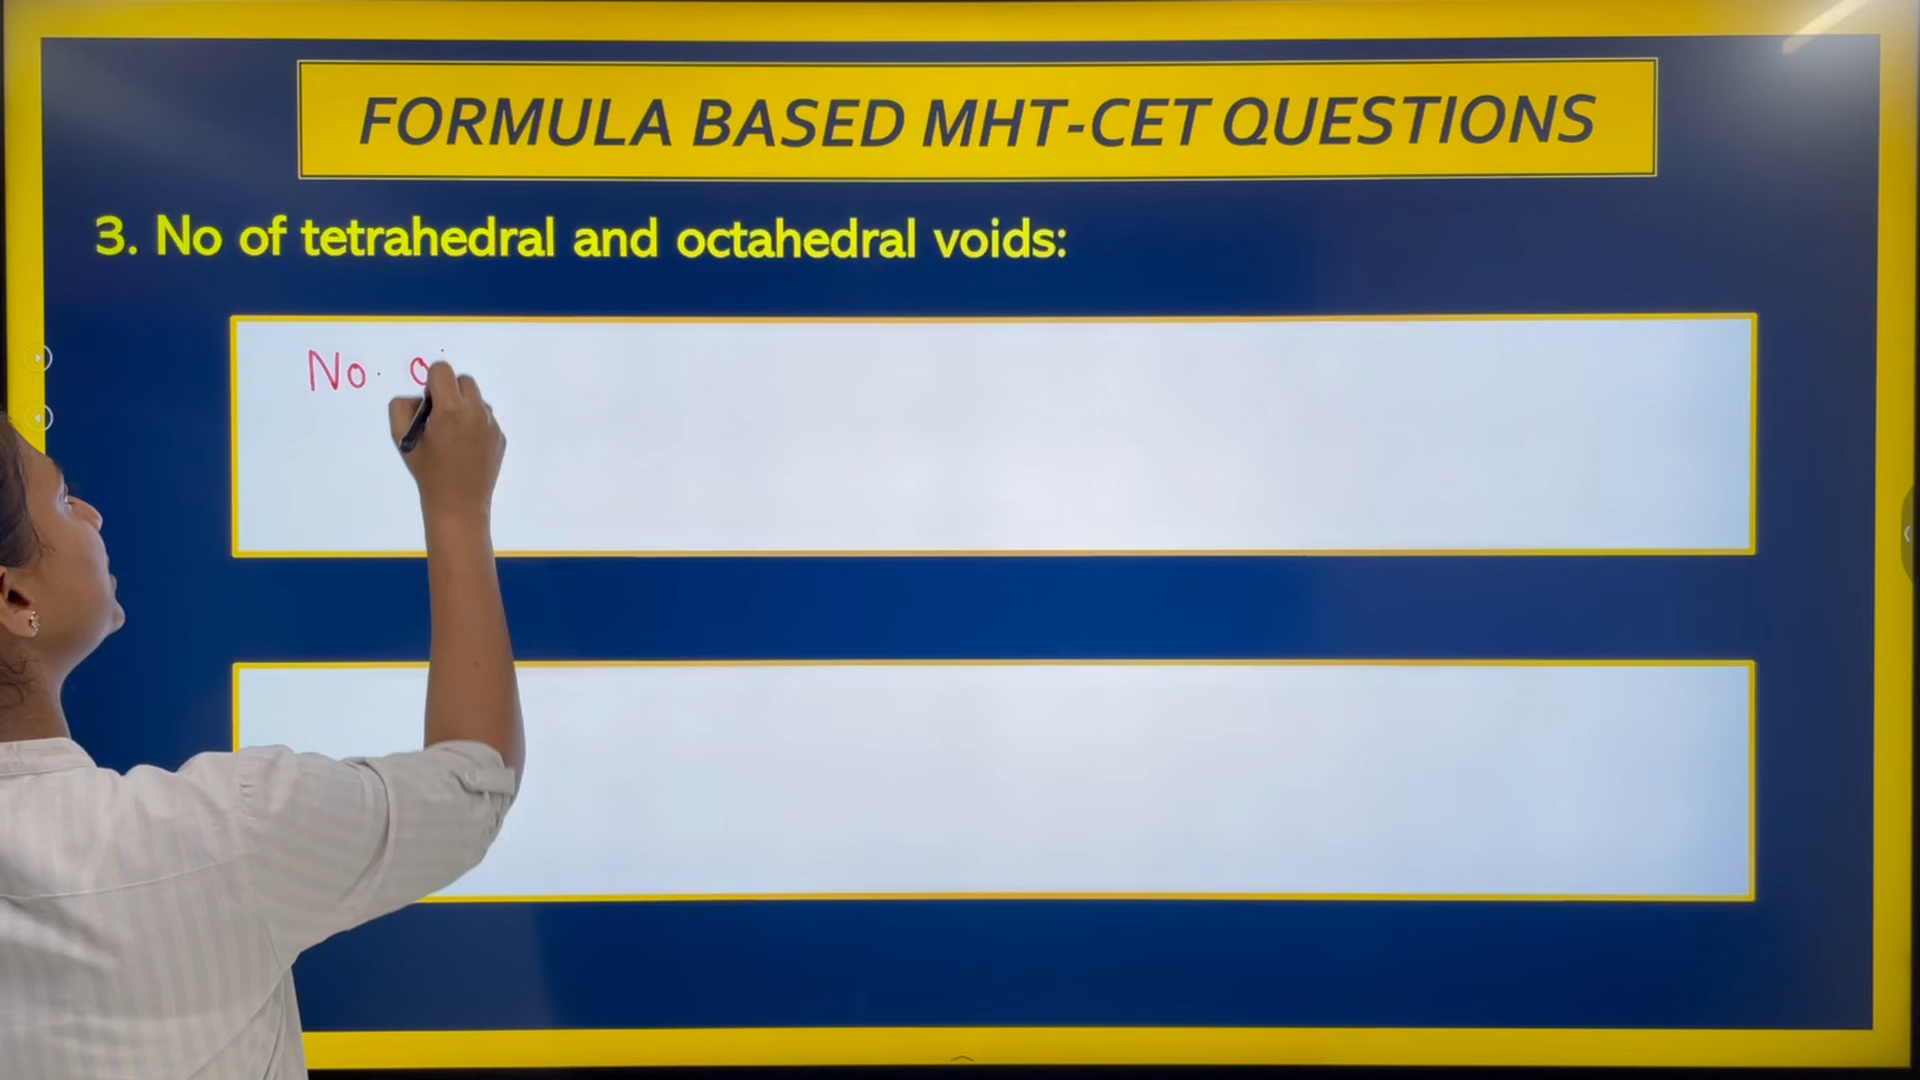 FORMULA BASED MHT-CET QUESTIONS
3. No of tetrahedral and octahedral voids:
No.